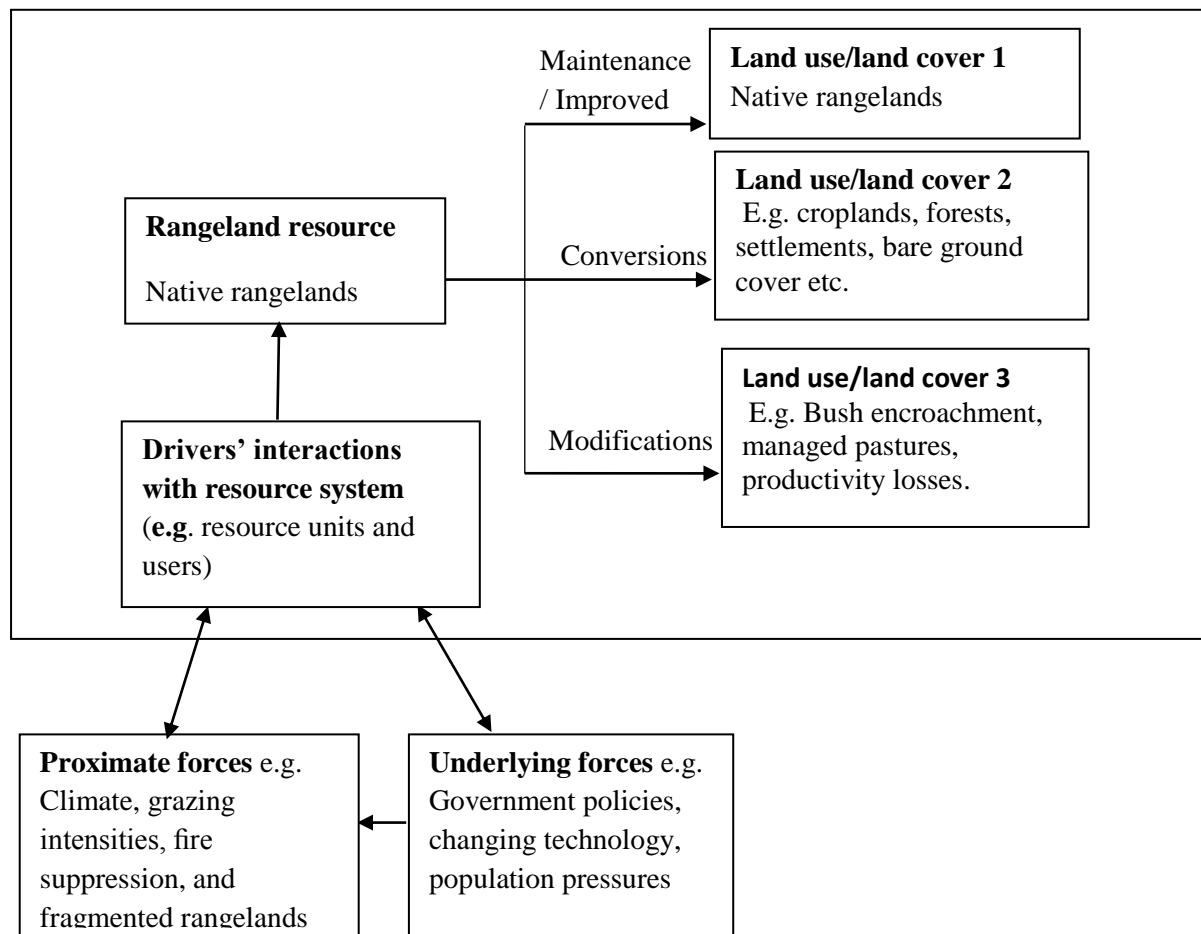 Maintenance
/ Improved
Land use/land cover 1
Native rangelands
Rangeland resource
Native rangelands
Conversions
Land use/land cover 2
E.g. croplands, forests,
settlements, bare ground
cover etc.
Modifications
Land use/land cover 3
E.g. Bush encroachment,
managed pastures,
productivity losses.
Drivers’ interactions
with resource system
(e.g. resource units and
users)
Proximate forces e.g.
Climate, grazing
intensities, fire
suppression, and
fragmented rangelands
Underlying forces e.g.
Government policies,
changing technology,
population pressures